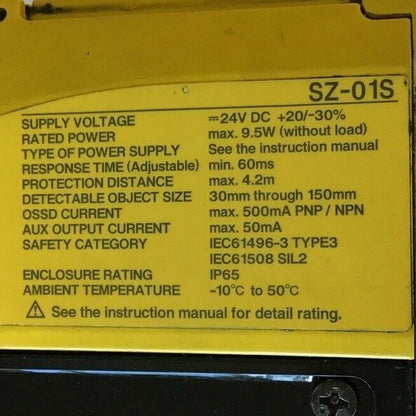 SZ-01S
SUPPLY VOLTAGE ⎓24V DC +20/-30%
RATED POWER max. 9.5W (without load)
TYPE OF POWER SUPPLY See the instruction manual
RESPONSE TIME (Adjustable) min. 60ms
PROTECTION DISTANCE max. 4.2m
DETECTABLE OBJECT SIZE 30mm through 150mm
OSSD CURRENT max. 500mA PNP / NPN
AUX OUTPUT CURRENT max. 50mA
SAFETY CATEGORY IEC61496-3 TYPE3
IEC61508 SIL2
ENCLOSURE RATING IP65
AMBIENT TEMPERATURE -10°C to 50°C
⚠ See the instruction manual for detail rating.